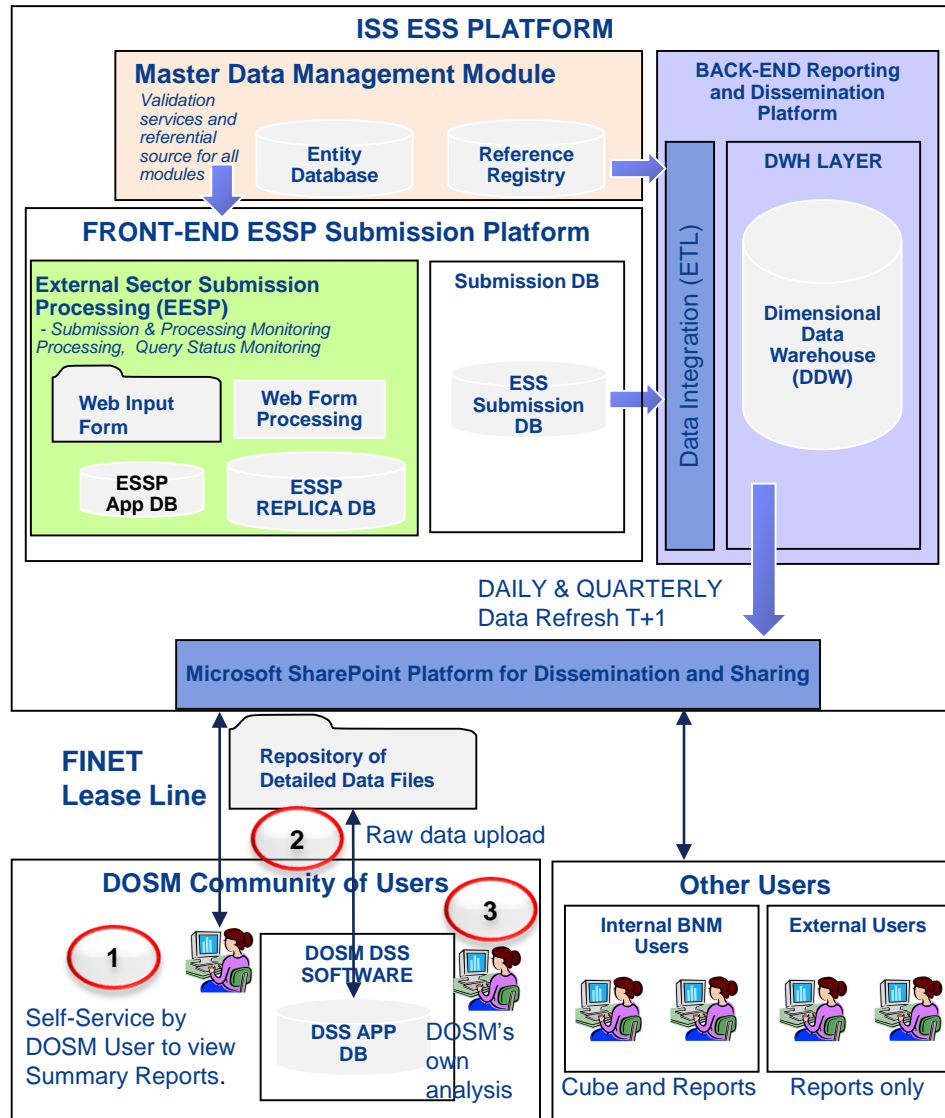 ISS ESS PLATFORM
Master Data Management Module
Validation
services and
referential
source for all
modules
Entity
Database
Reference
Registry
BACK-END Reporting
and Dissemination
Platform
DWH LAYER
Data Integration (ETL)
Dimensional
Data
Warehouse
(DDW)
FRONT-END ESSP Submission Platform
External Sector Submission
Processing (EESP)
- Submission & Processing Monitoring
Processing, Query Status Monitoring
Web Input
Form
Web Form
Processing
ESSP
App DB
ESSP
REPLICA DB
Submission DB
ESS
Submission
DB
DAILY & QUARTERLY
Data Refresh T+1
Microsoft SharePoint Platform for Dissemination and Sharing
FINET
Lease Line
Repository of
Detailed Data Files
2
Raw data upload
DOSM Community of Users
1
Self-Service by
DOSM User to view
Summary Reports.
DOSM DSS
SOFTWARE
DSS APP
DB
3
DOSM's
own
analysis
Other Users
Internal BNM
Users
Cube and Reports
External Users
Reports only